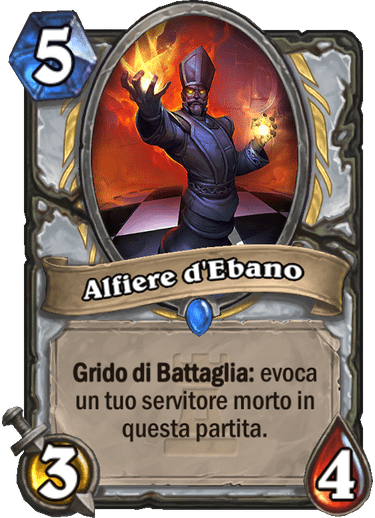 5
Alfiere d'Ebano
Grido di Battaglia: evoca
un tuo servitore morto in
questa partita.
3
4